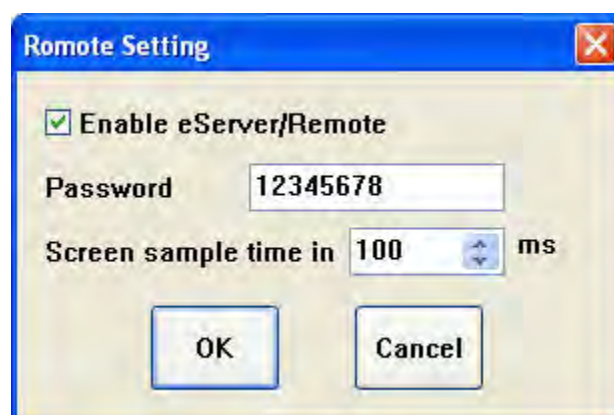 Romote Setting
Enable eServer/Remote
Password 12345678
Screen sample time in 100 ms
OK Cancel